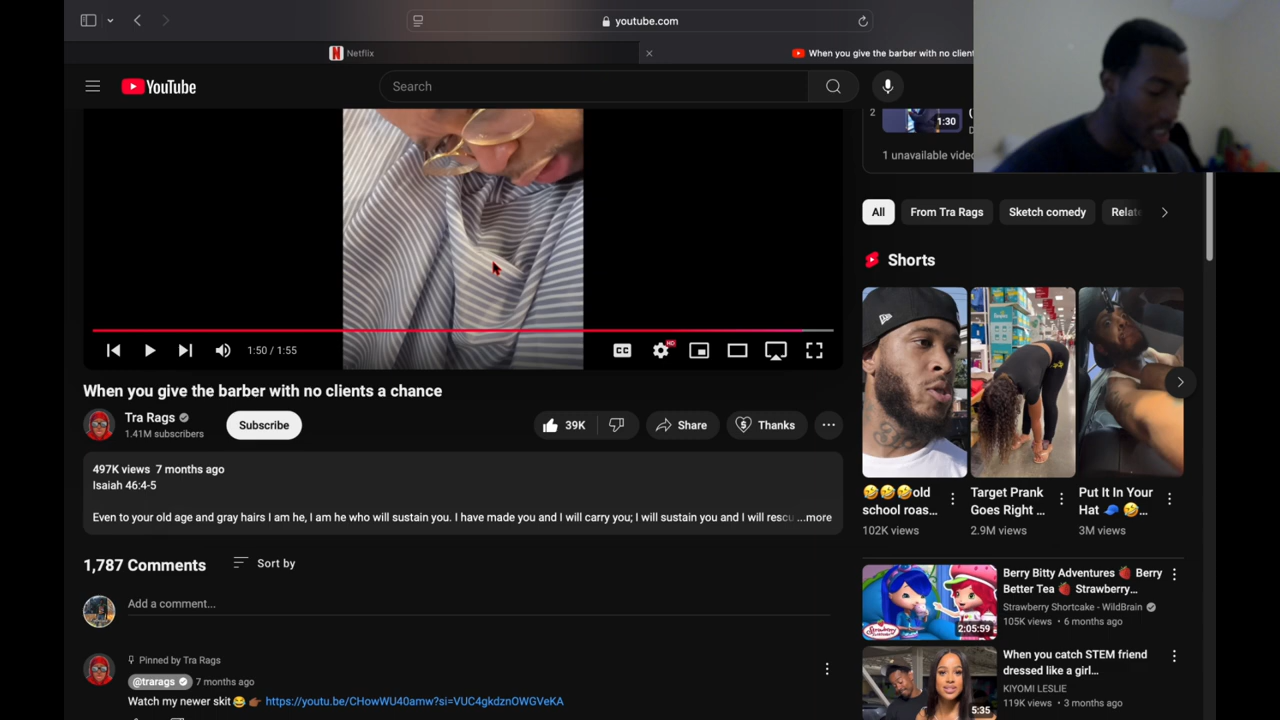 youtube.com
Netflix
When you give the barber with no clien
YouTube
Search
2
1:30
1 unavailable video
All
From Tra Rags
Sketch comedy
Shorts
1:50 / 1:55
CC
HD
When you give the barber with no clients a chance
Tra Rags
1.41M subscribers
Subscribe
39K
Share
Thanks
497K views 7 months ago
Isaiah 46:4-5
Even to your old age and gray hairs I am he, I am he who will sustain you. I have made you and I will carry you; I will sustain you and I will rescu ...more
1,787 Comments
Sort by
Add a comment...
Pinned by Tra Rags
@trarags 7 months ago
Watch my newer skit😂 👉🏾 https://youtu.be/CHowWU40amw?si=VUC4gkdznOWGVeKA
🤣🤣🤣old
school roas...
102K views
Target Prank
Goes Right ...
2.9M views
Put It In Your
Hat 🧢 🤣...
3M views
Berry Bitty Adventures 🍓 Berry
Better Tea 🍓 Strawberry...
Strawberry Shortcake - WildBrain
105K views • 6 months ago
2:05:59
When you catch STEM friend
dressed like a girl...
KIYOMI LESLIE
119K views • 3 months ago
5:35